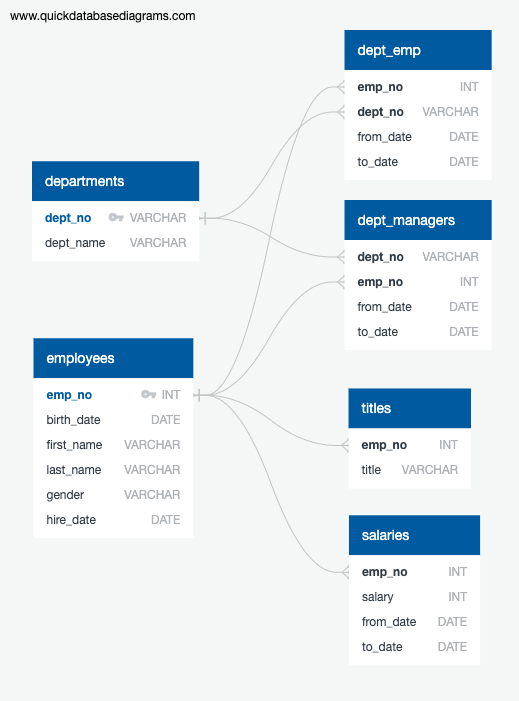 www.quickdatabasediagrams.com
dept_emp
emp_no INT
dept_no VARCHAR
from_date DATE
to_date DATE
departments
dept_no VARCHAR
dept_name VARCHAR
dept_managers
dept_no VARCHAR
emp_no INT
from_date DATE
to_date DATE
employees
emp_no INT
birth_date DATE
first_name VARCHAR
last_name VARCHAR
gender VARCHAR
hire_date DATE
titles
emp_no INT
title VARCHAR
salaries
emp_no INT
salary INT
from_date DATE
to_date DATE